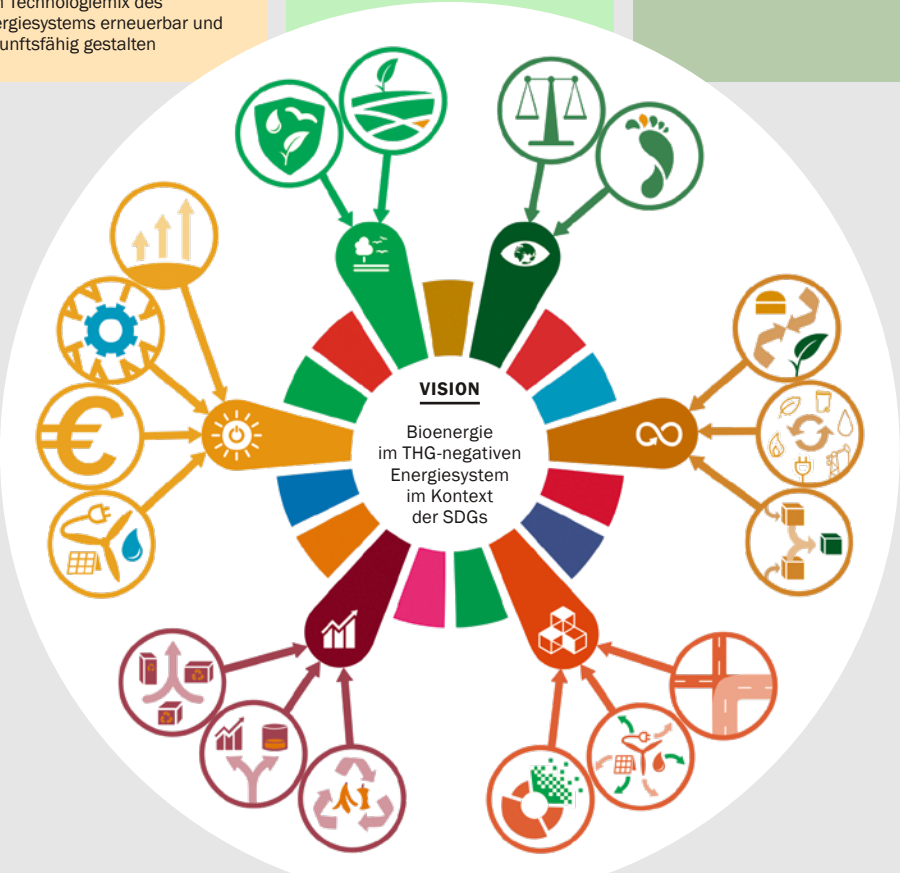 Technologiemix des
ergiesystems erneuerbar und
unftsfähig gestalten
VISION
Bioenergie
im THG-negativen
Energiesystem
im Kontext
der SDGs